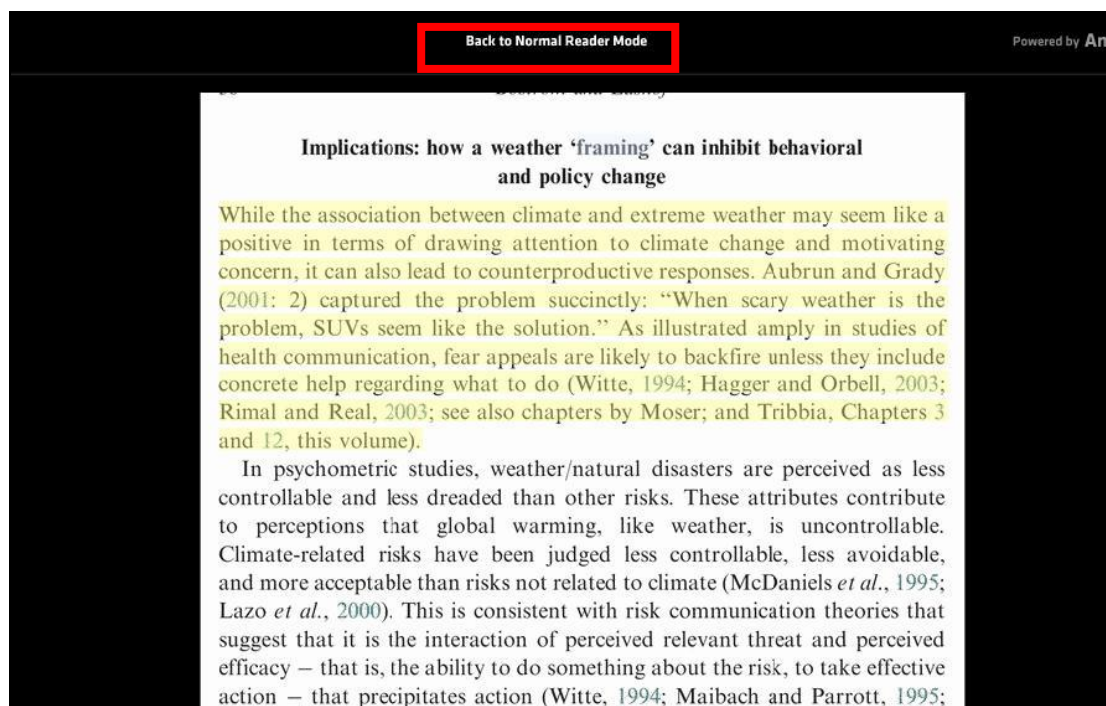 Back to Normal Reader Mode
Powered by An
Implications: how a weather ‘framing’ can inhibit behavioral
and policy change
While the association between climate and extreme weather may seem like a
positive in terms of drawing attention to climate change and motivating
concern, it can also lead to counterproductive responses. Aubrun and Grady
(2001: 2) captured the problem succinctly: “When scary weather is the
problem, SUVs seem like the solution.” As illustrated amply in studies of
health communication, fear appeals are likely to backfire unless they include
concrete help regarding what to do (Witte, 1994; Hagger and Orbell, 2003;
Rimal and Real, 2003; see also chapters by Moser; and Tribbia, Chapters 3
and 12, this volume).
In psychometric studies, weather/natural disasters are perceived as less
controllable and less dreaded than other risks. These attributes contribute
to perceptions that global warming, like weather, is uncontrollable.
Climate-related risks have been judged less controllable, less avoidable,
and more acceptable than risks not related to climate (McDaniels et al., 1995;
Lazo et al., 2000). This is consistent with risk communication theories that
suggest that it is the interaction of perceived relevant threat and perceived
efficacy – that is, the ability to do something about the risk, to take effective
action – that precipitates action (Witte, 1994; Maibach and Parrott, 1995;